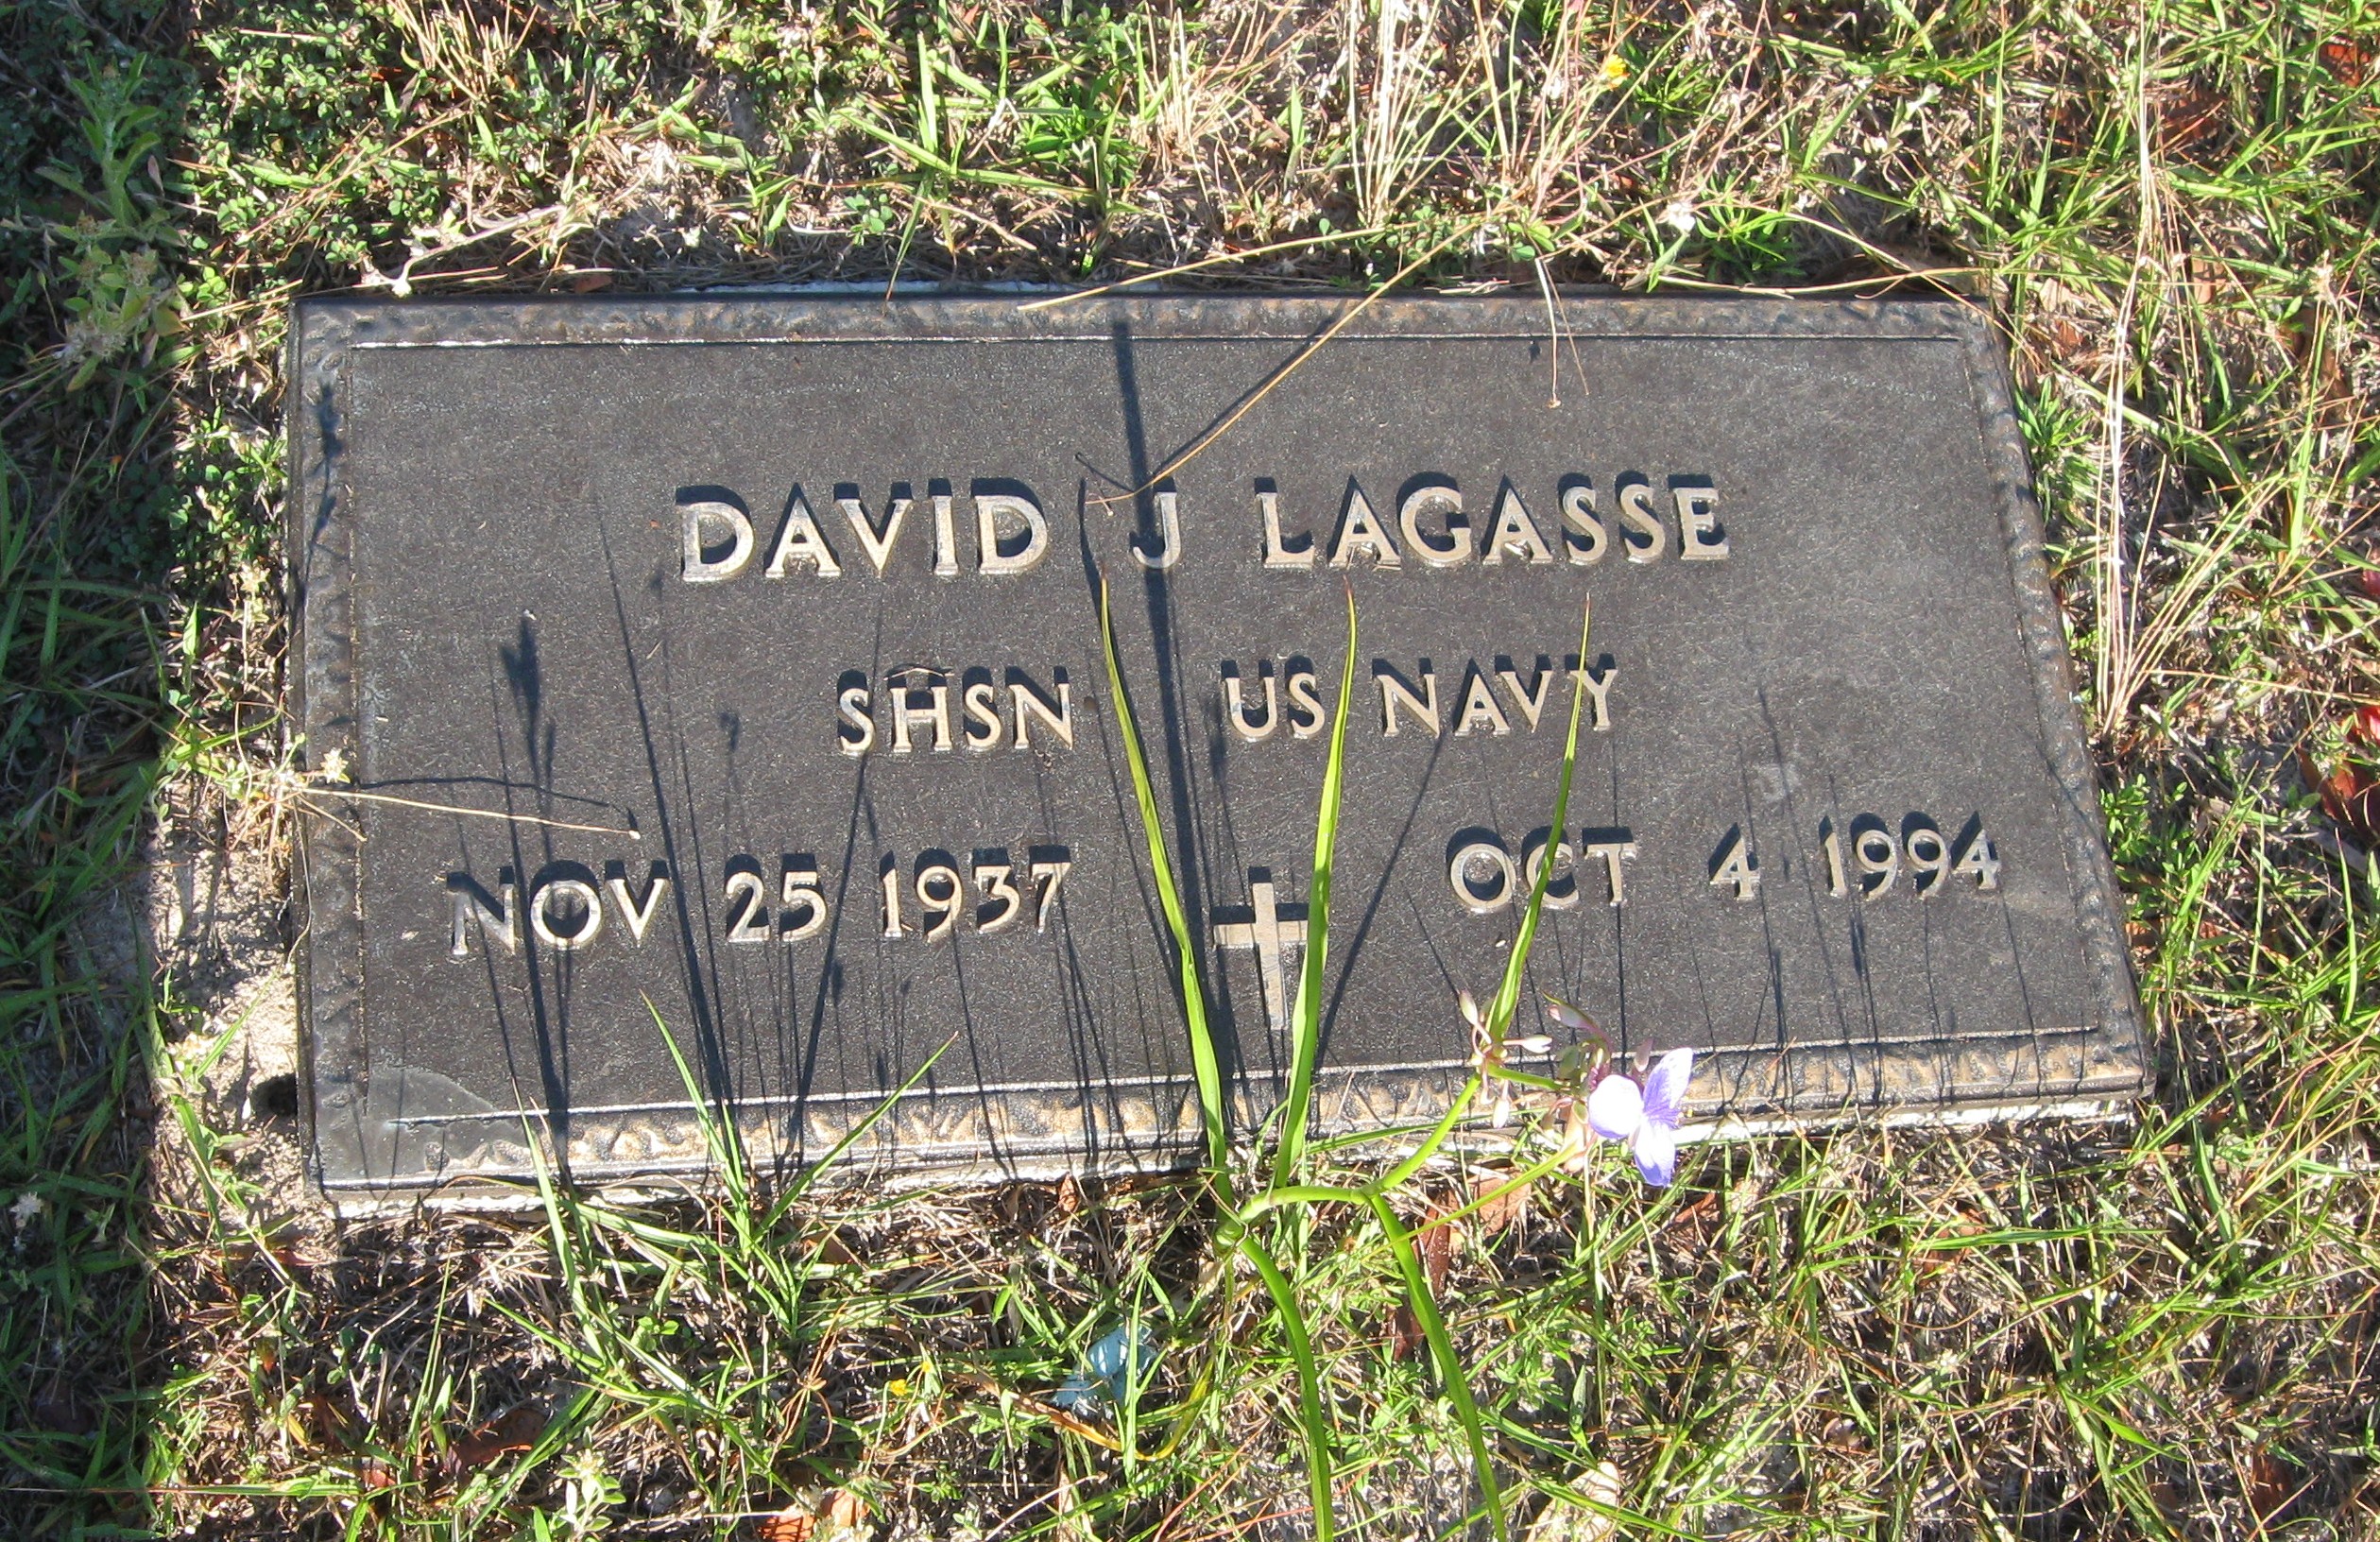 DAVID J LAGASSE
SHSN US NAVY
NOV 25 1937 OCT 4 1994